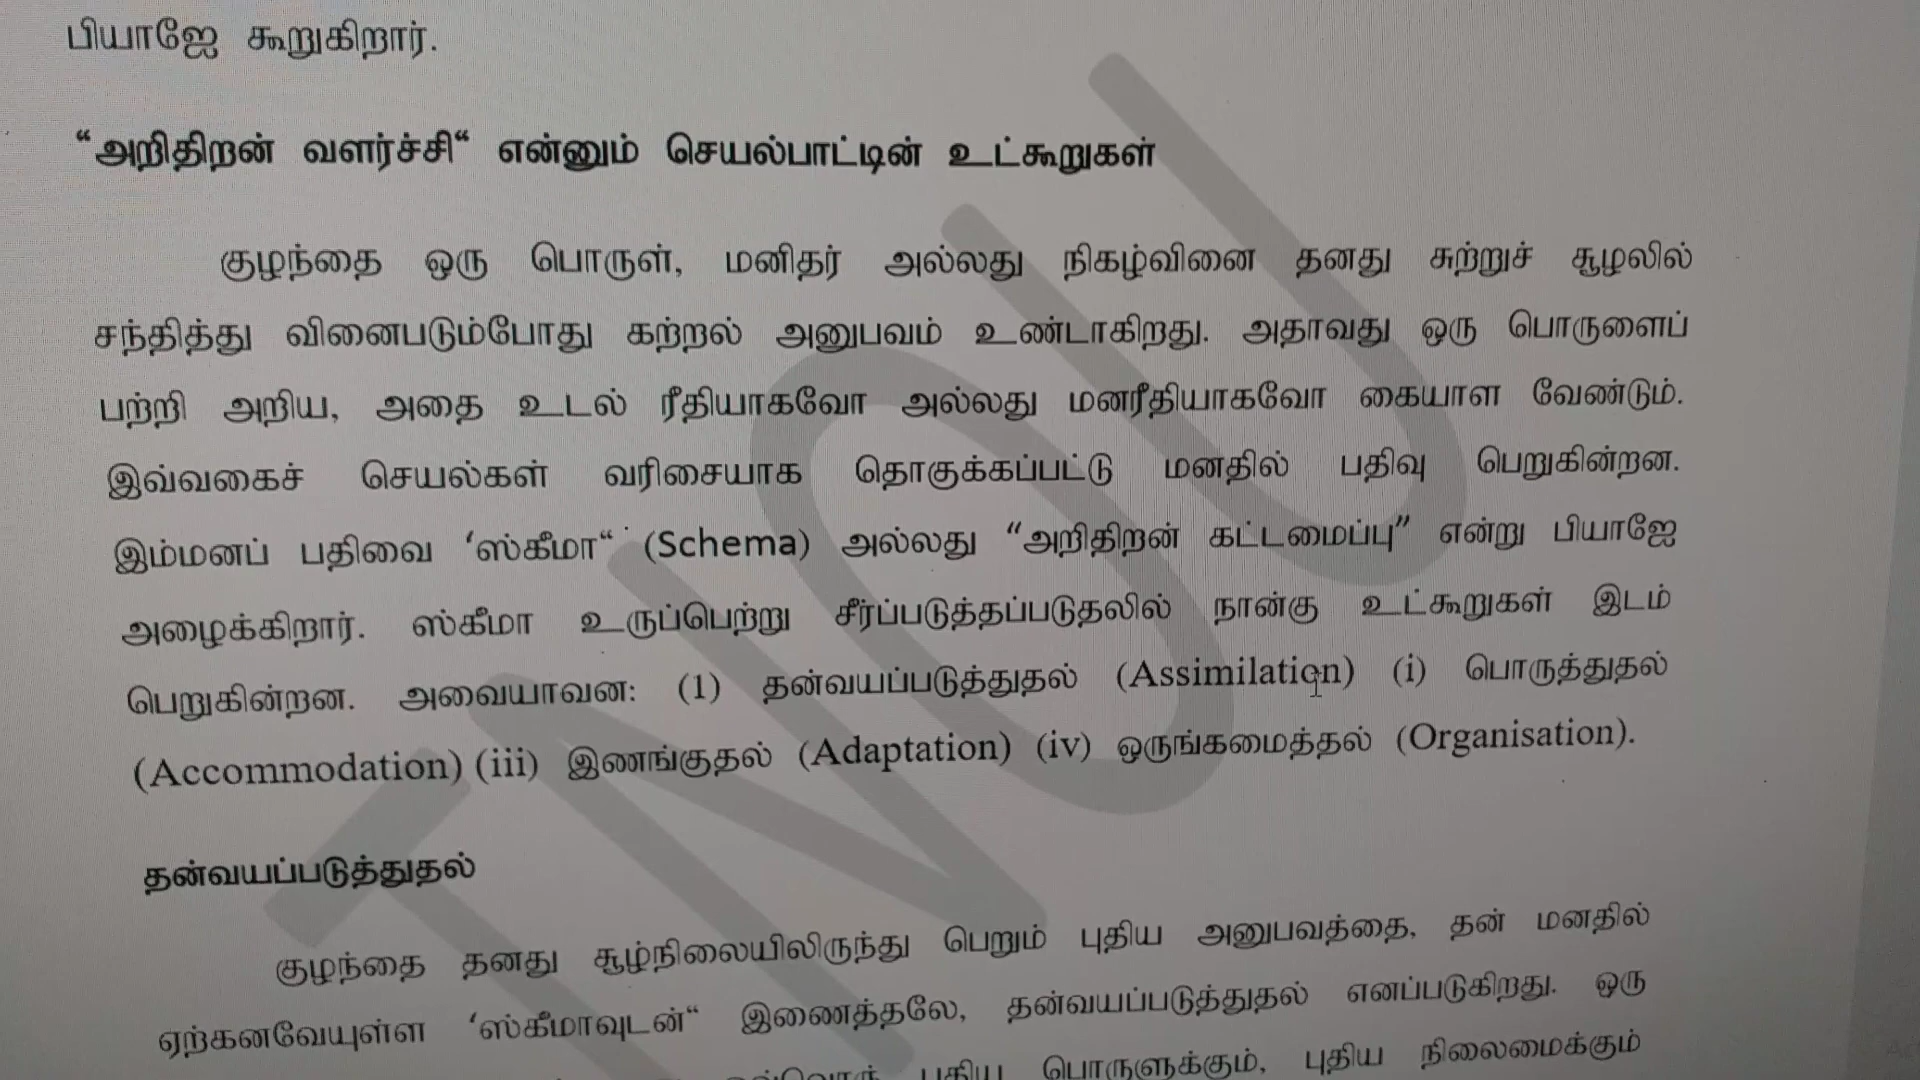 பியாஜே கூறுகிறார்.
“அறிதிறன் வளர்ச்சி“ என்னும் செயல்பாட்டின் உட்கூறுகள்
குழந்தை ஒரு பொருள், மனிதர் அல்லது நிகழ்வினை தனது சுற்றுச் சூழலில்
சந்தித்து வினைபடும்போது கற்றல் அனுபவம் உண்டாகிறது. அதாவது ஒரு பொருளைப்
பற்றி அறிய, அதை உடல் ரீதியாகவோ அல்லது மனரீதியாகவோ கையாள வேண்டும்.
இவ்வகைச் செயல்கள் வரிசையாக தொகுக்கப்பட்டு மனதில் பதிவு பெறுகின்றன.
இம்மனப் பதிவை ‘ஸ்கீமா“ (Schema) அல்லது “அறிதிறன் கட்டமைப்பு” என்று பியாஜே
அழைக்கிறார். ஸ்கீமா உருப்பெற்று சீர்ப்படுத்தப்படுதலில் நான்கு உட்கூறுகள் இடம்
பெறுகின்றன. அவையாவன: (1) தன்வயப்படுத்துதல் (Assimilation) (i) பொருத்துதல்
(Accommodation) (iii) இணங்குதல் (Adaptation) (iv) ஒருங்கமைத்தல் (Organisation).
தன்வயப்படுத்துதல்
குழந்தை தனது சூழ்நிலையிலிருந்து பெறும் புதிய அனுபவத்தை, தன் மனதில்
ஏற்கனவேயுள்ள ‘ஸ்கீமாவுடன்“ இணைத்தலே, தன்வயப்படுத்துதல் எனப்படுகிறது. ஒரு
புதிய பொருளுக்கும், புதிய நிலைமைக்கும்
TNOU